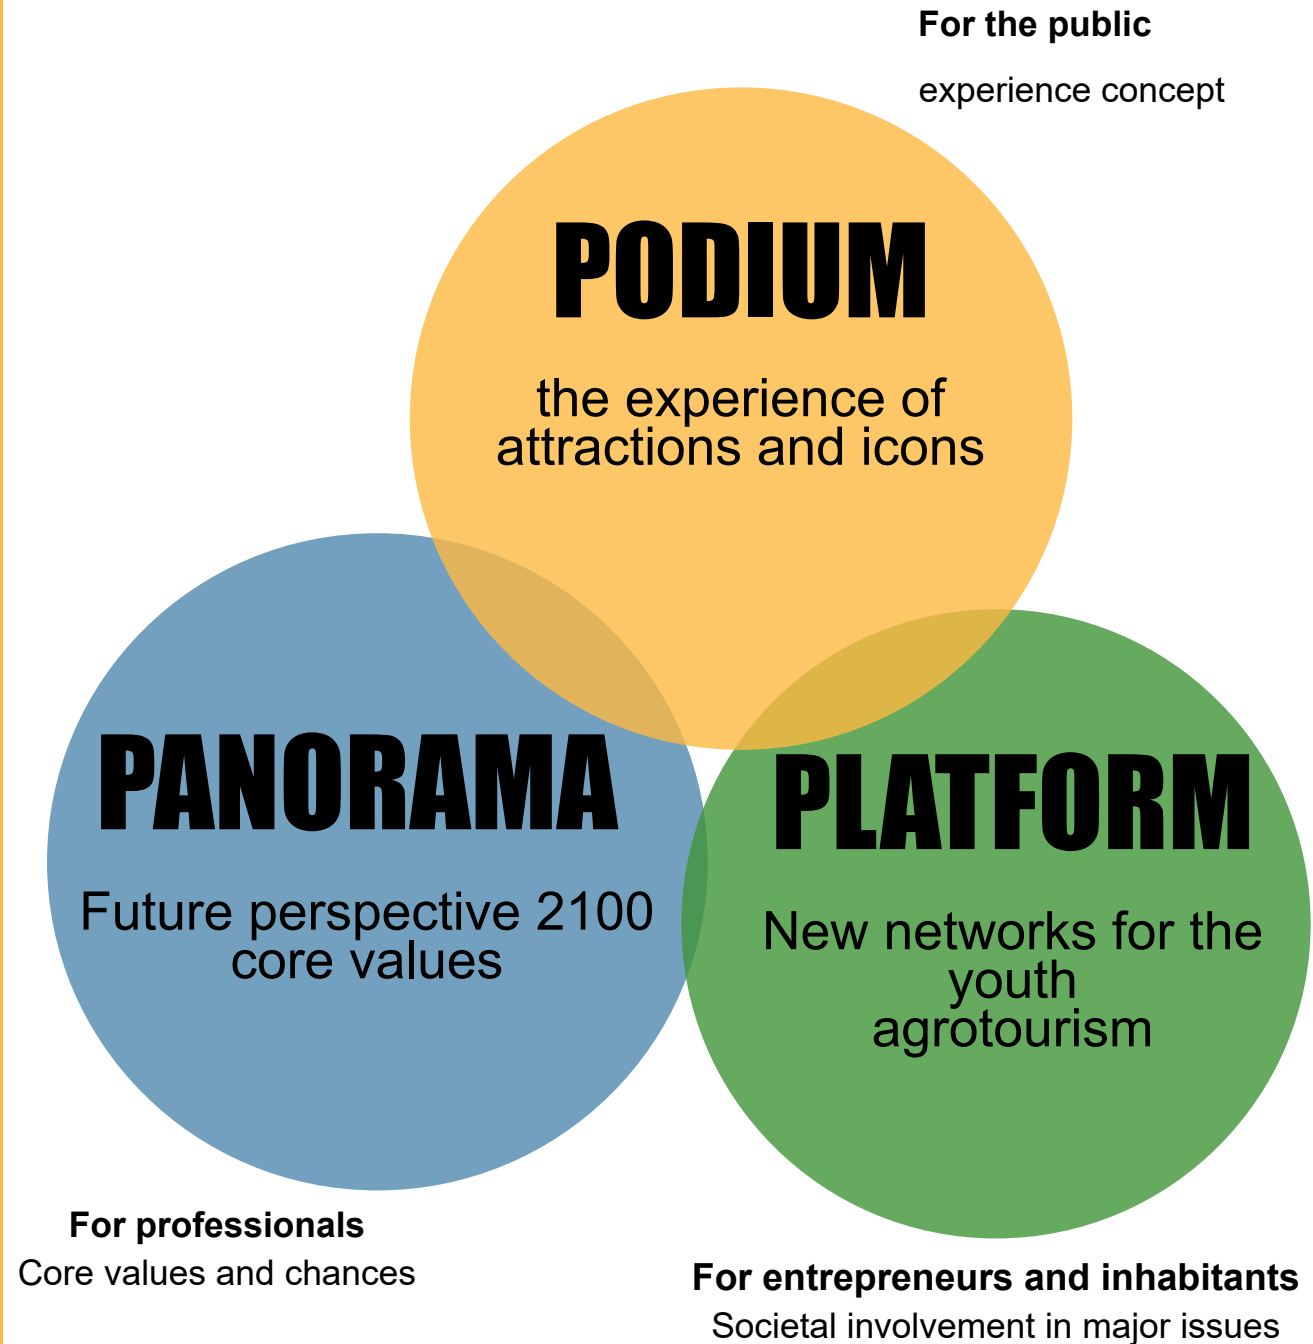 For the public
experience concept
PODIUM
the experience of
attractions and icons
PANORAMA
Future perspective 2100
core values
PLATFORM
New networks for the
youth
agrotourism
For professionals
Core values and chances
For entrepreneurs and inhabitants
Societal involvement in major issues